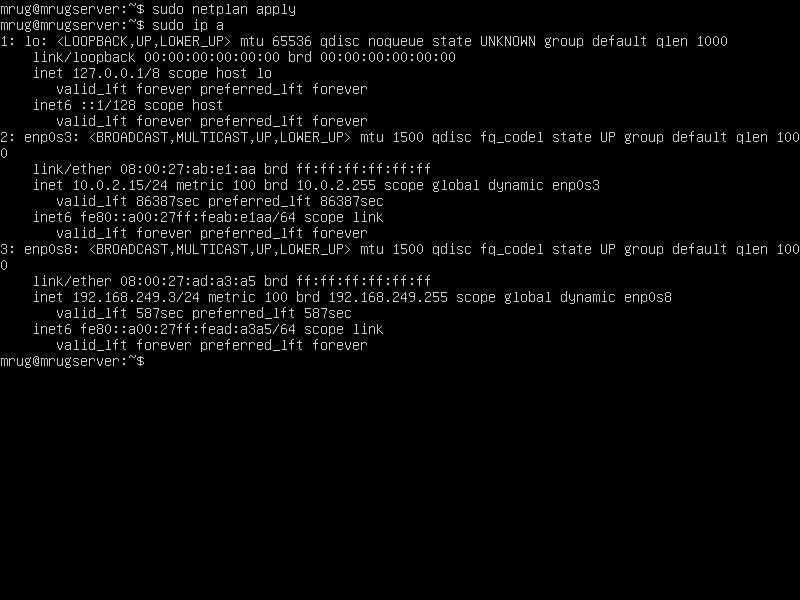 mrug@mrugserver:~$ sudo netplan apply
mrug@mrugserver:~$ sudo ip a
1: lo: <LOOPBACK,UP,LOWER_UP> mtu 65536 qdisc noqueue state UNKNOWN group default qlen 1000
    link/loopback 00:00:00:00:00:00 brd 00:00:00:00:00:00
    inet 127.0.0.1/8 scope host lo
       valid_lft forever preferred_lft forever
    inet6 ::1/128 scope host
       valid_lft forever preferred_lft forever
2: enp0s3: <BROADCAST,MULTICAST,UP,LOWER_UP> mtu 1500 qdisc fq_codel state UP group default qlen 100
0
    link/ether 08:00:27:ab:e1:aa brd ff:ff:ff:ff:ff:ff
    inet 10.0.2.15/24 metric 100 brd 10.0.2.255 scope global dynamic enp0s3
       valid_lft 86387sec preferred_lft 86387sec
    inet6 fe80::a00:27ff:feab:e1aa/64 scope link
       valid_lft forever preferred_lft forever
3: enp0s8: <BROADCAST,MULTICAST,UP,LOWER_UP> mtu 1500 qdisc fq_codel state UP group default qlen 100
0
    link/ether 08:00:27:ad:a3:a5 brd ff:ff:ff:ff:ff:ff
    inet 192.168.249.3/24 metric 100 brd 192.168.249.255 scope global dynamic enp0s8
       valid_lft 587sec preferred_lft 587sec
    inet6 fe80::a00:27ff:fead:a3a5/64 scope link
       valid_lft forever preferred_lft forever
mrug@mrugserver:~$